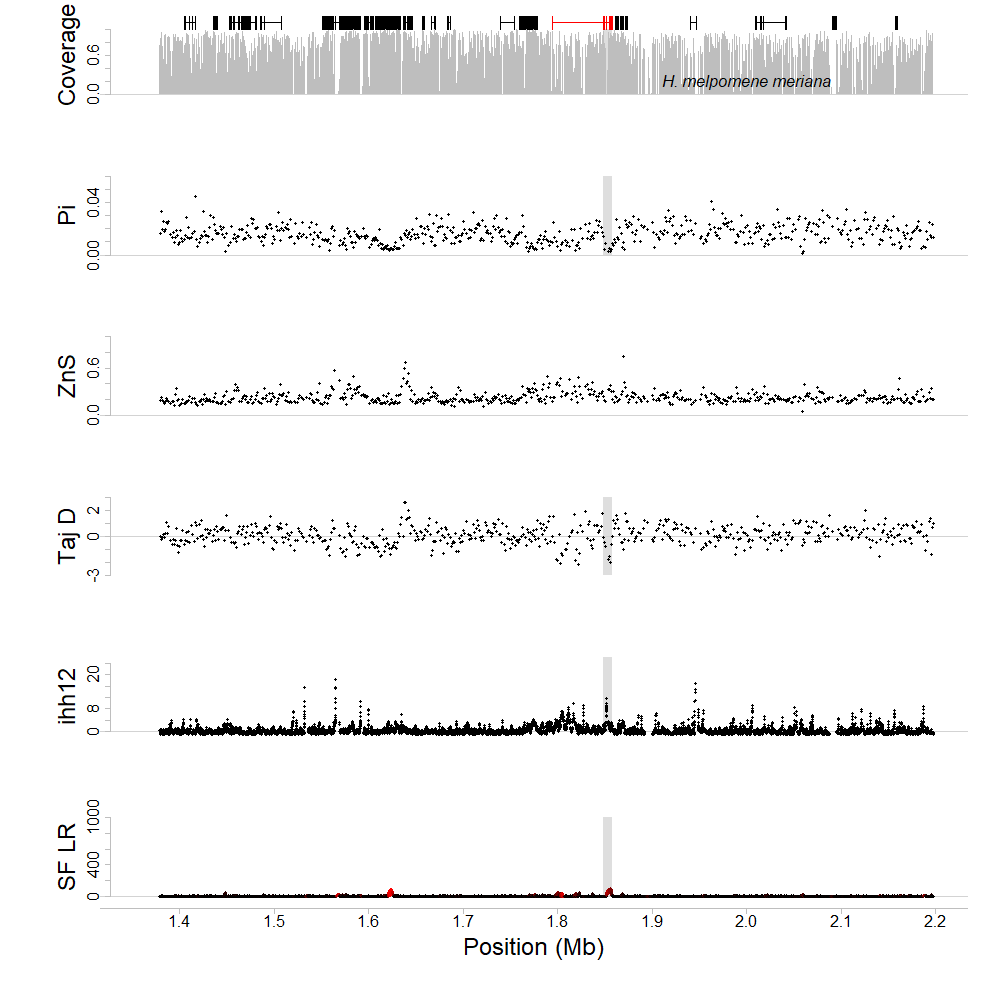 Coverage
0.0
0.6
H. melpomene meriana
Pi
0.00
0.04
ZnS
0.0
0.6
Taj D
-3
0
2
ihh12
0
8
20
SF LR
0
400
1000
1.4 1.5 1.6 1.7 1.8 1.9 2.0 2.1 2.2
Position (Mb)